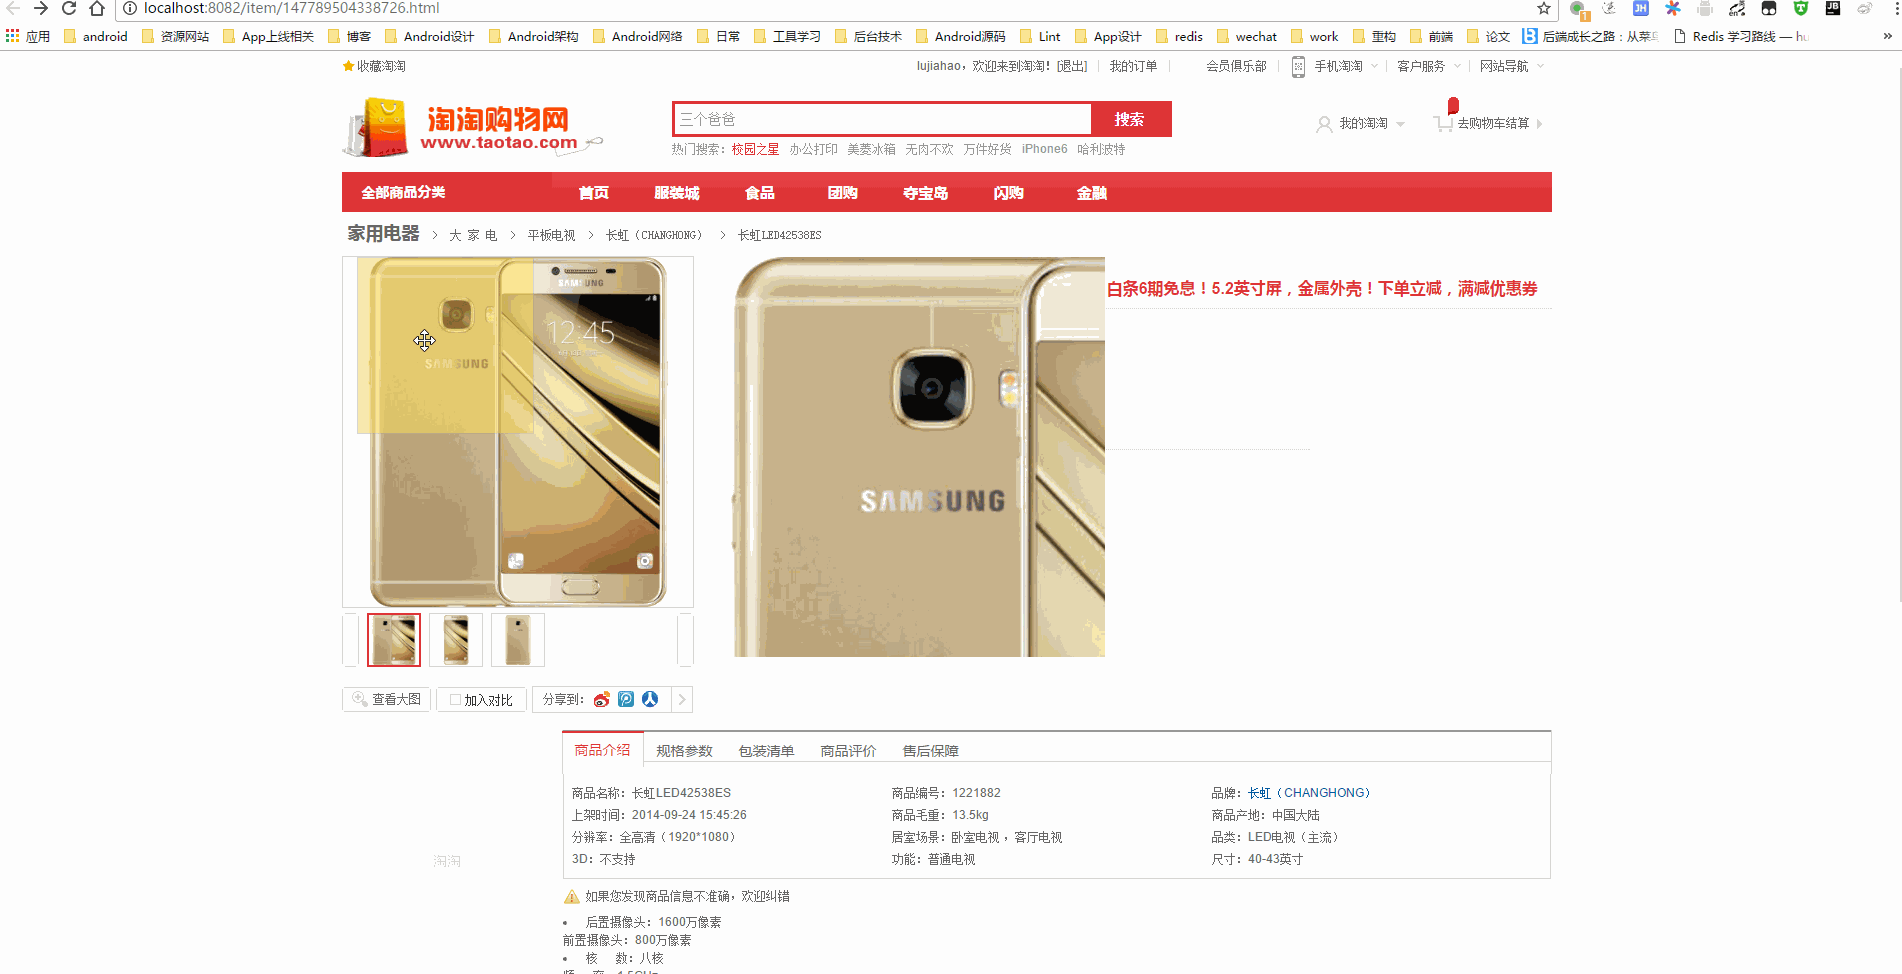 localhost:8082/item/147789504338726.html
应用 android 资源网站 App上线相关 博客 Android设计 Android架构 Android网络 日常 工具学习 后台技术 Android源码 Lint App设计 redis wechat work 重构 前端 论文 后端成长之路：从菜鸟 Redis 学习路线 — hu »
收藏淘淘 lujiahao，欢迎来到淘淘！[退出] 我的订单 会员俱乐部 手机淘淘 客户服务 网站导航
淘淘购物网
www.taotao.com
三个爸爸 搜索
我的淘淘 去购物车结算
热门搜索： 校园之星 办公打印 美菱冰箱 无肉不欢 万件好货 iPhone6 哈利波特
全部商品分类 首页 服装城 食品 团购 夺宝岛 闪购 金融
家用电器 > 大 家 电 > 平板电视 > 长虹（CHANGHONG） > 长虹LED42538ES
白条6期免息！5.2英寸屏，金属外壳！下单立减，满减优惠券
SAMSUNG
12:45
SAMSUNG
SAMSUNG
查看大图 加入对比 分享到：
商品介绍 规格参数 包装清单 商品评价 售后保障
商品名称：长虹LED42538ES 商品编号：1221882 品牌：长虹（CHANGHONG）
上架时间：2014-09-24 15:45:26 商品毛重：13.5kg 商品产地：中国大陆
分辨率：全高清（1920*1080） 居室场景：卧室电视 ，客厅电视 品类：LED电视（主流）
3D：不支持 功能：普通电视 尺寸：40-43英寸
淘淘
如果您发现商品信息不准确，欢迎纠错
• 后置摄像头：1600万像素
前置摄像头：800万像素
• 核 数：八核